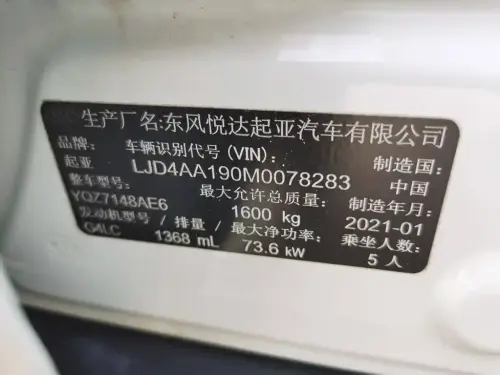 生产厂名:东风悦达起亚汽车有限公司
品牌: 车辆识别代号(VIN): 制造国:
起亚 LJD4AA190M0078283 中国
整车型号: 最大允许总质量: 制造年月:
YQZ7148AE6 1600 kg 2021-01
发动机型号/排量/最大净功率: 乘坐人数:
G4LC 1368 mL 73.6 kW 5 人